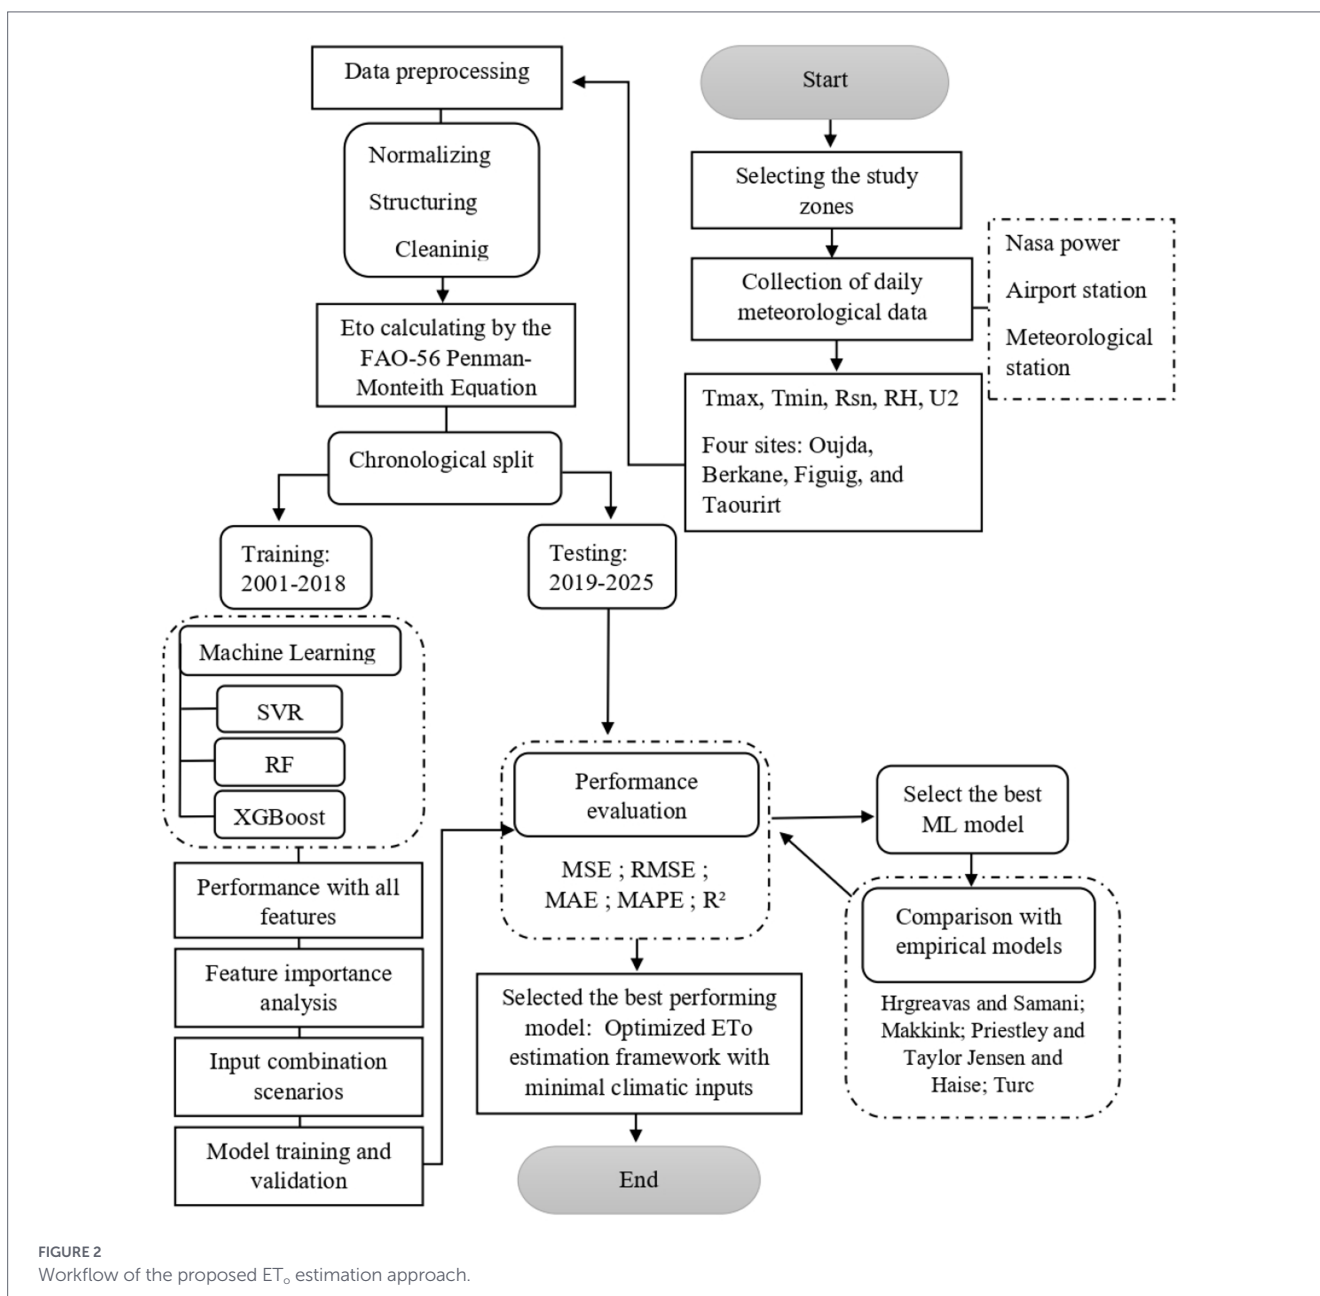 Start
Selecting the study
zones
Collection of daily
meteorological data
Nasa power
Airport station
Meteorological
station
Tmax, Tmin, Rsn, RH, U2
Four sites: Oujda,
Berkane, Figuig, and
Taourirt
Data preprocessing
Normalizing
Structuring
Cleaninig
Eto calculating by the
FAO-56 Penman-
Monteith Equation
Chronological split
Training:
2001-2018
Testing:
2019-2025
Machine Learning
SVR
RF
XGBoost
Performance with all
features
Feature importance
analysis
Input combination
scenarios
Model training and
validation
Performance
evaluation
MSE ; RMSE ;
MAE ; MAPE ; R²
Select the best
ML model
Comparison with
empirical models
Hrgreavas and Samani;
Makkink; Priestley and
Taylor Jensen and
Haise; Turc
Selected the best performing
model: Optimized ETo
estimation framework with
minimal climatic inputs
End
FIGURE 2
Workflow of the proposed ET₀ estimation approach.